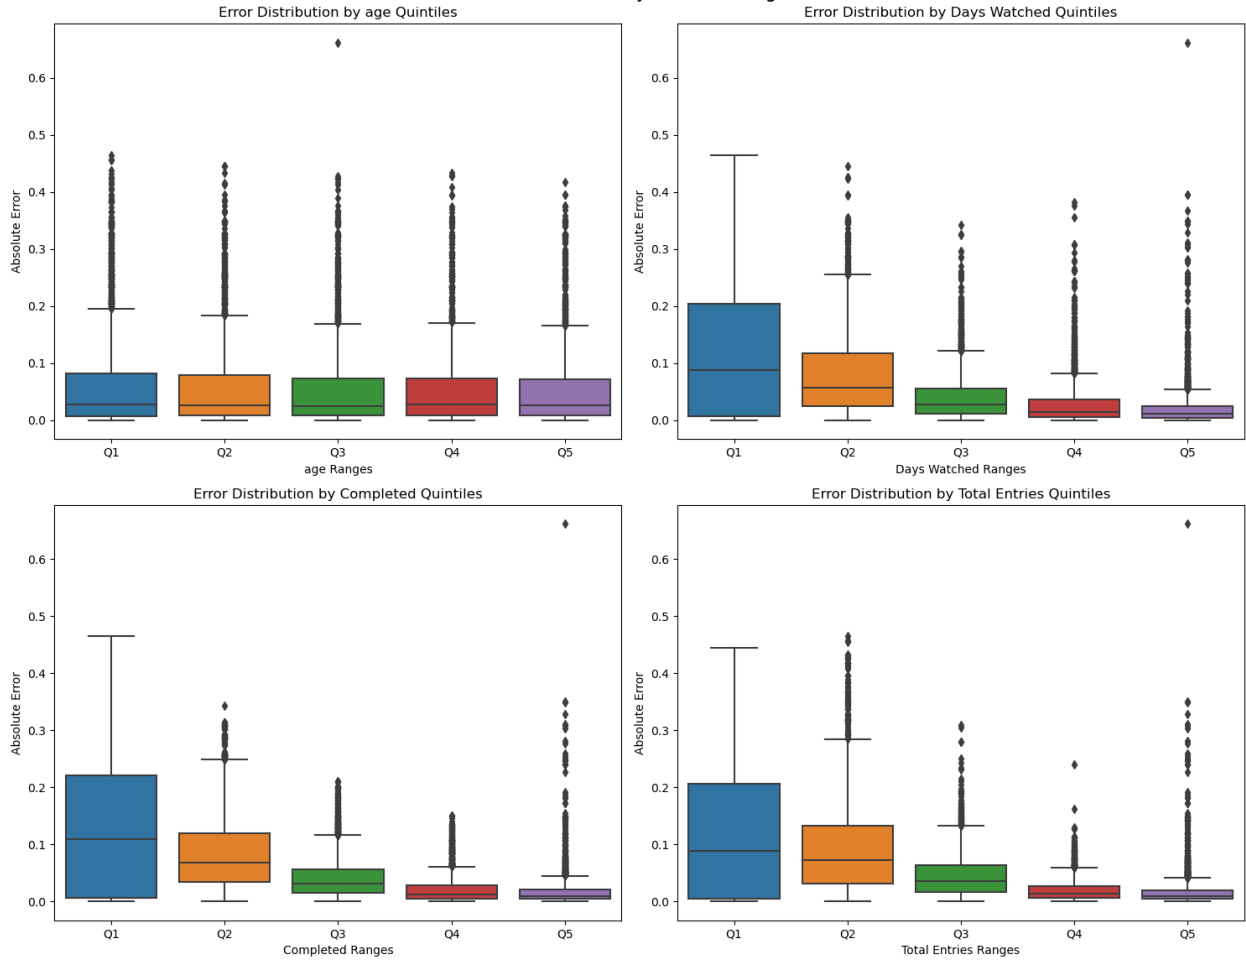 Error Distribution by age Quintiles
0.6
0.5
0.4
0.3
0.2
0.1
0.0
Absolute Error
Q1 Q2 Q3 Q4 Q5
age Ranges
Error Distribution by Days Watched Quintiles
0.6
0.5
0.4
0.3
0.2
0.1
0.0
Absolute Error
Q1 Q2 Q3 Q4 Q5
Days Watched Ranges
Error Distribution by Completed Quintiles
0.6
0.5
0.4
0.3
0.2
0.1
0.0
Absolute Error
Q1 Q2 Q3 Q4 Q5
Completed Ranges
Error Distribution by Total Entries Quintiles
0.6
0.5
0.4
0.3
0.2
0.1
0.0
Absolute Error
Q1 Q2 Q3 Q4 Q5
Total Entries Ranges